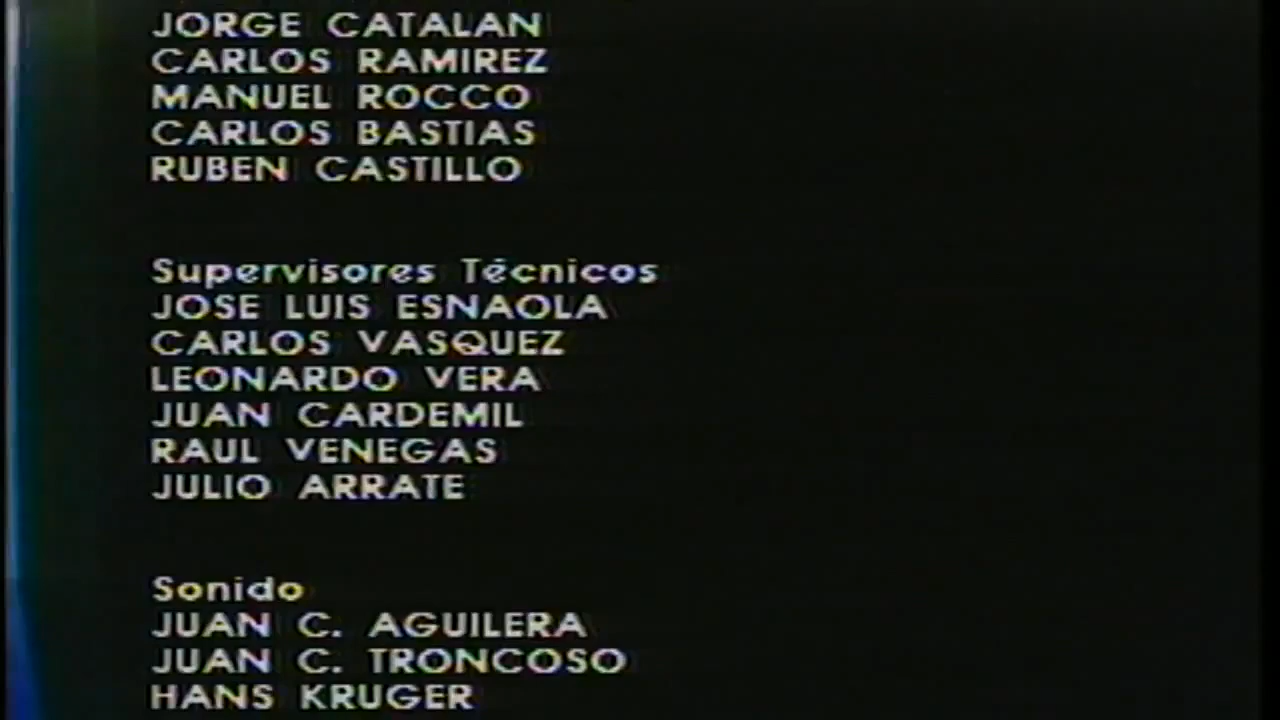 JORGE CATALAN
CARLOS RAMIREZ
MANUEL ROCCO
CARLOS BASTIAS
RUBEN CASTILLO
Supervisores Técnicos
JOSE LUIS ESNAOLA
CARLOS VASQUEZ
LEONARDO VERA
JUAN CARDEMIL
RAUL VENEGAS
JULIO ARRATE
Sonido
JUAN C. AGUILERA
JUAN C. TRONCOSO
HANS KRUGER